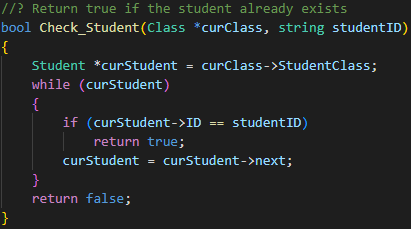 //? Return true if the student already exists
bool Check_Student(Class *curClass, string studentID)
{
    Student *curStudent = curClass->StudentClass;
    while (curStudent)
    {
        if (curStudent->ID == studentID)
            return true;
        curStudent = curStudent->next;
    }
    return false;
}